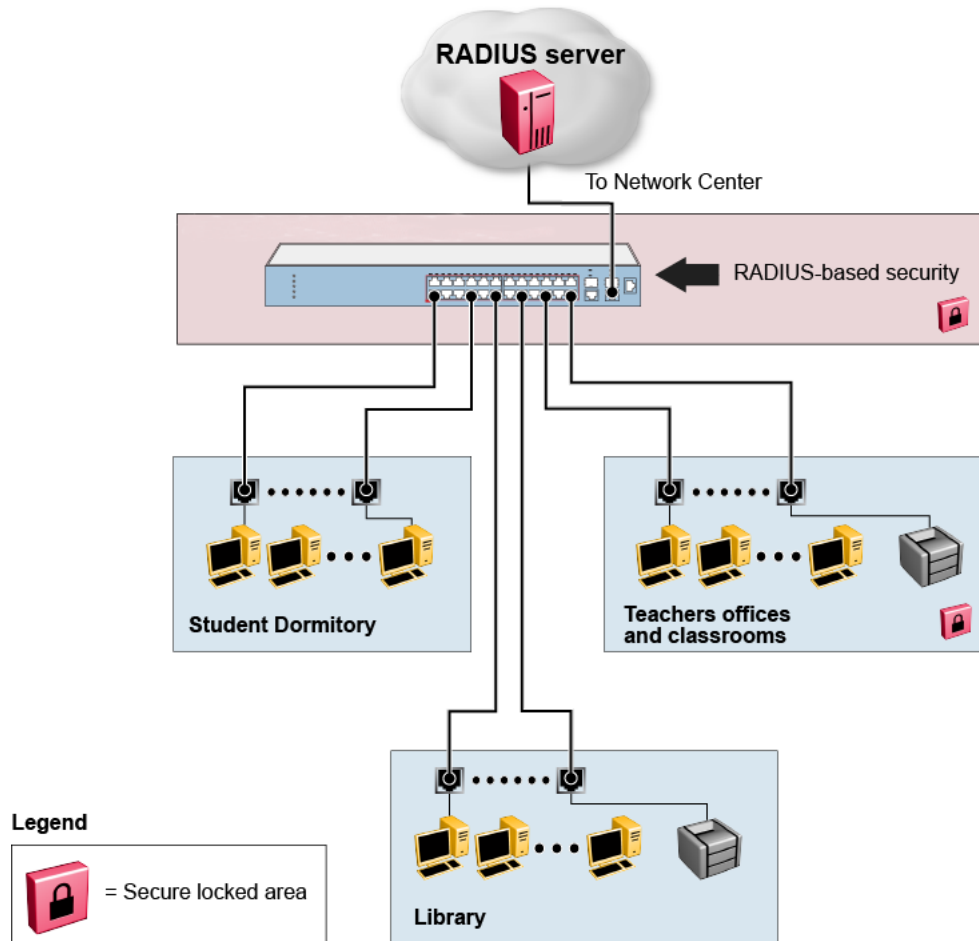 RADIUS server
To Network Center
RADIUS-based security
Student Dormitory
Teachers offices
and classrooms
Library
Legend
= Secure locked area